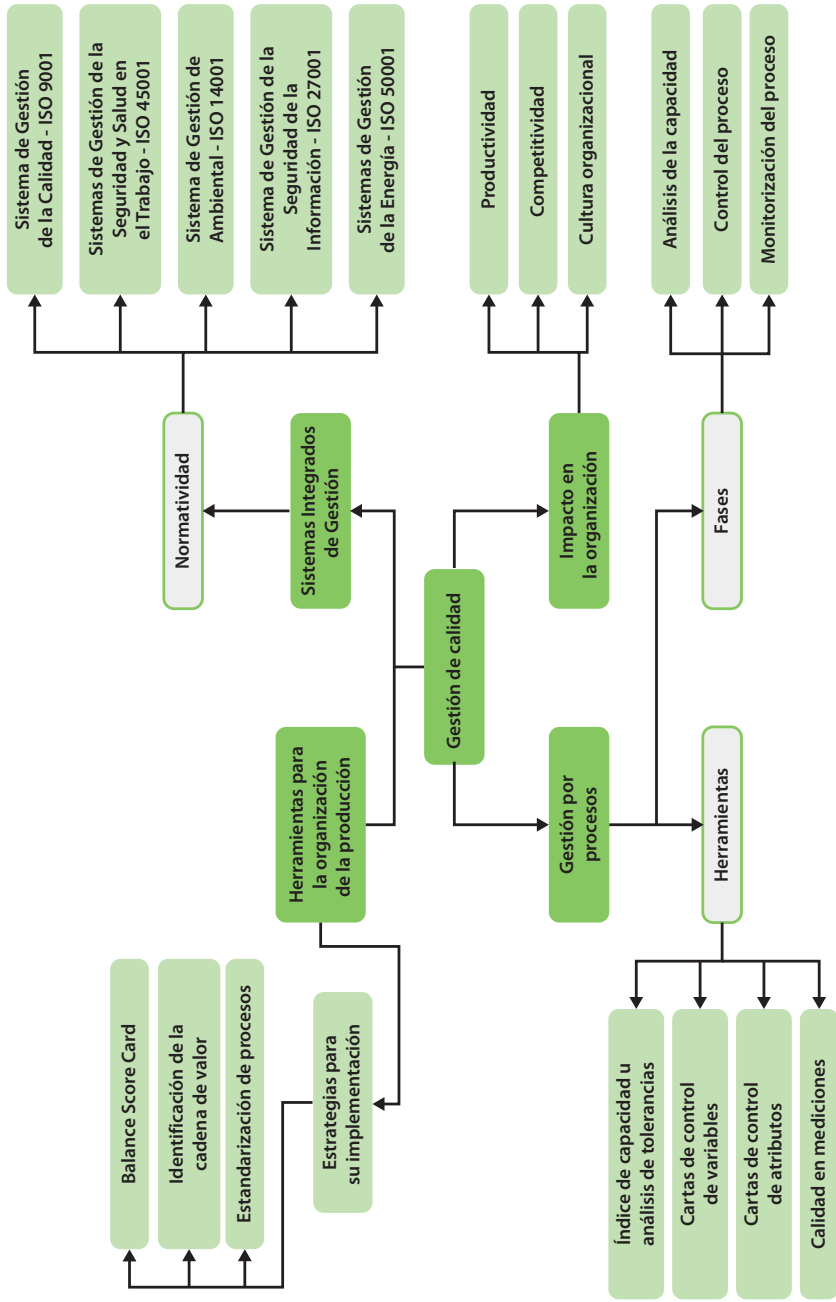 Balance Score Card
Identificación de la
cadena de valor
Estandarización de procesos
Estrategias para
su implementación
Herramientas para
la organización
de la producción
Sistemas Integrados
de Gestión
Normatividad
Sistema de Gestión
de la Calidad - ISO 9001
Sistemas de Gestión de la
Seguridad y Salud en
el Trabajo - ISO 45001
Sistema de Gestión de
Ambiental - ISO 14001
Sistema de Gestión de la
Seguridad de la
Información - ISO 27001
Sistemas de Gestión
de la Energía - ISO 50001
Gestión de calidad
Gestión por
procesos
Impacto en
la organización
Productividad
Competitividad
Cultura organizacional
Herramientas
Índice de capacidad u
análisis de tolerancias
Cartas de control
de variables
Cartas de control
de atributos
Calidad en mediciones
Fases
Análisis de la capacidad
Control del proceso
Monitorización del proceso